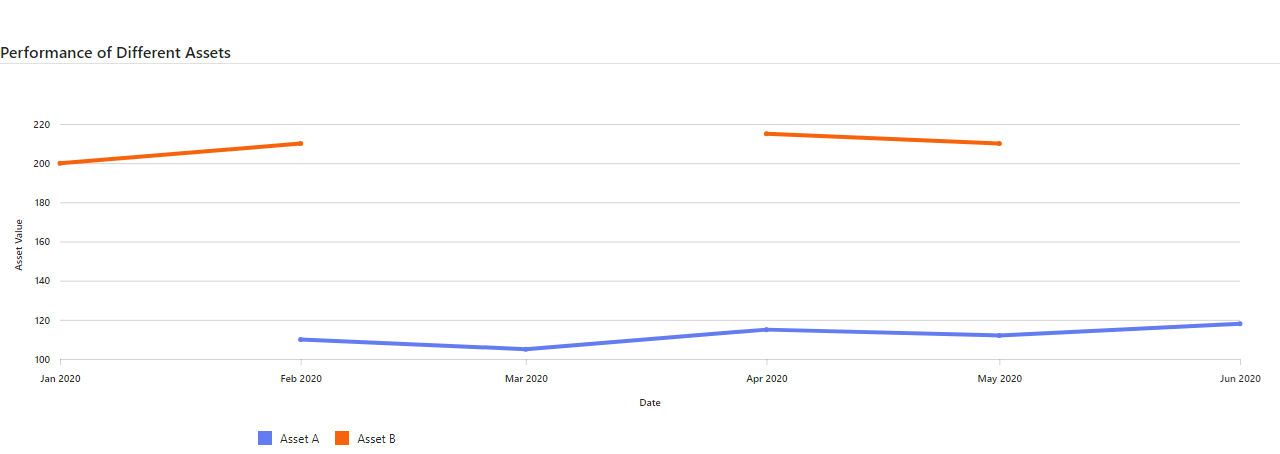 Performance of Different Assets
220
200
180
160
140
120
100
Asset Value
Jan 2020 Feb 2020 Mar 2020 Apr 2020 May 2020 Jun 2020
Date
Asset A Asset B